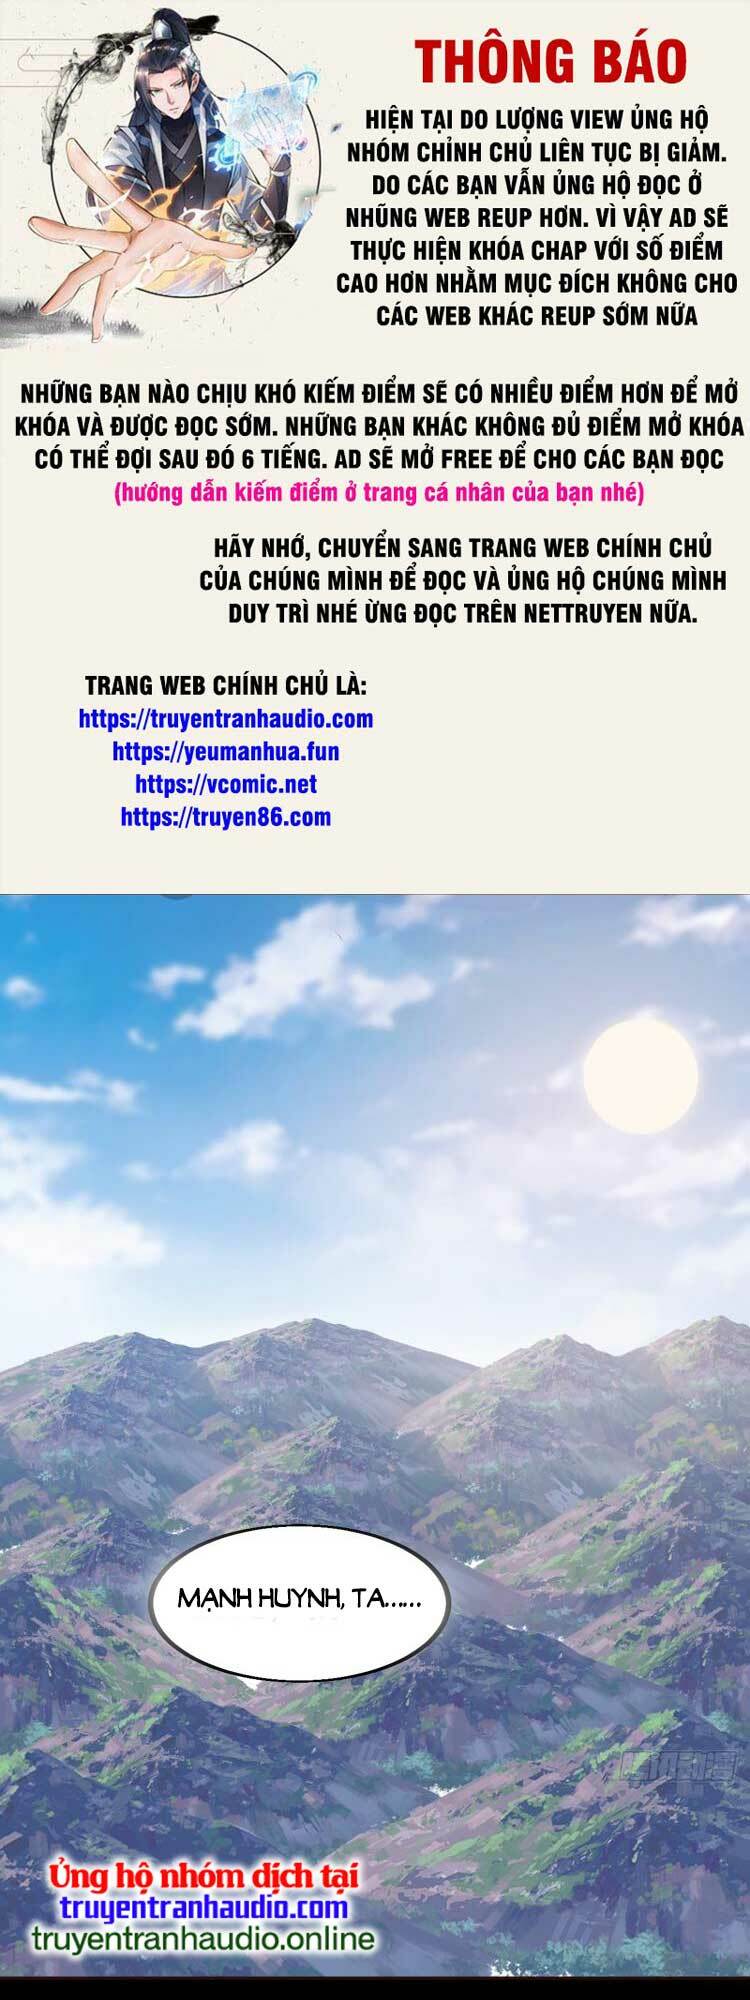 THÔNG BÁO
HIỆN TẠI DO LƯỢNG VIEW ỦNG HỘ
NHÓM CHỈNH CHỦ LIÊN TỤC BỊ GIẢM.
DO CÁC BẠN VẪN ỦNG HỘ ĐỌC Ở
NHŨNG WEB REUP HƠN. VÌ VẬY AD SẼ
THỰC HIỆN KHÓA CHAP VỚI SỐ ĐIỂM
CAO HƠN NHẰM MỤC ĐÍCH KHÔNG CHO
CÁC WEB KHÁC REUP SỚM NỮA
NHỮNG BẠN NÀO CHỊU KHÓ KIẾM ĐIỂM SẼ CÓ NHIỀU ĐIỂM HƠN ĐỂ MỞ
KHÓA VÀ ĐƯỢC ĐỌC SỚM. NHỮNG BẠN KHÁC KHÔNG ĐỦ ĐIỂM MỞ KHÓA
CÓ THỂ ĐỢI SAU ĐÓ 6 TIẾNG. AD SẼ MỞ FREE ĐỂ CHO CÁC BẠN ĐỌC
(hướng dẫn kiếm điểm ở trang cá nhân của bạn nhé)
HÃY NHỚ, CHUYỂN SANG TRANG WEB CHÍNH CHỦ
CỦA CHÚNG MÌNH ĐỂ ĐỌC VÀ ỦNG HỘ CHÚNG MÌNH
DUY TRÌ NHÉ ỪNG ĐỌC TRÊN NETTRUYEN NỮA.
TRANG WEB CHÍNH CHỦ LÀ:
https://truyentranhaudio.com
https://yeumanhua.fun
https://vcomic.net
https://truyen86.com
MẠNH HUYNH, TA......
Ủng hộ nhóm dịch tại
truyentranhaudio.com
truyentranhaudio.online